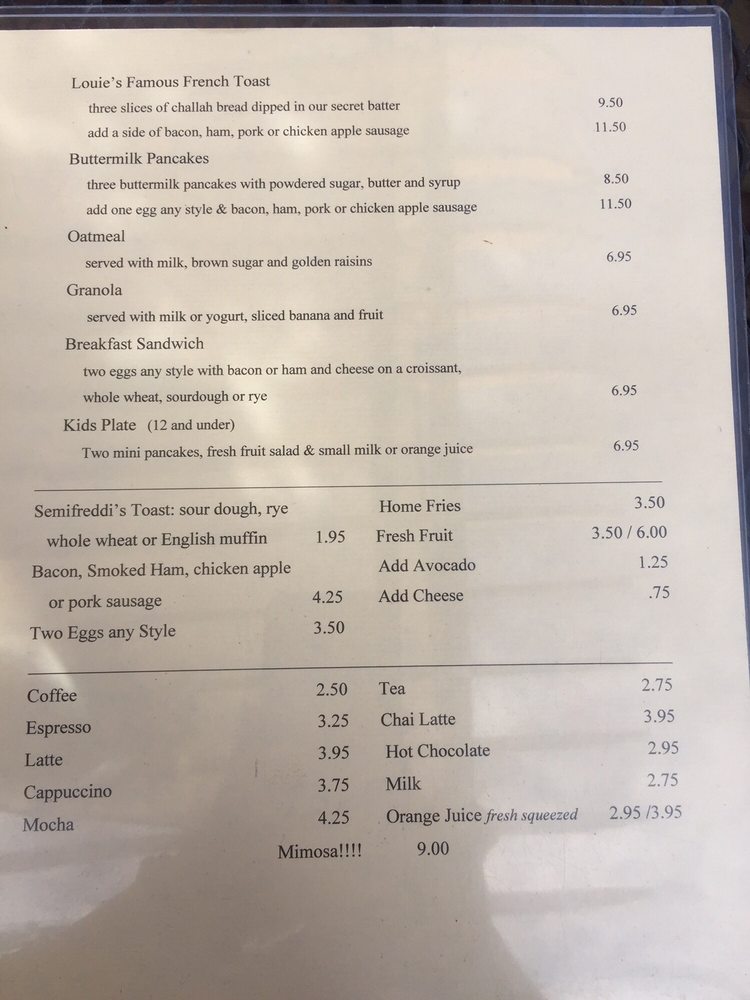 Louie's Famous French Toast
three slices of challah bread dipped in our secret batter 9.50
add a side of bacon, ham, pork or chicken apple sausage 11.50
Buttermilk Pancakes
three buttermilk pancakes with powdered sugar, butter and syrup 8.50
add one egg any style & bacon, ham, pork or chicken apple sausage 11.50
Oatmeal
served with milk, brown sugar and golden raisins 6.95
Granola
served with milk or yogurt, sliced banana and fruit 6.95
Breakfast Sandwich
two eggs any style with bacon or ham and cheese on a croissant,
whole wheat, sourdough or rye 6.95
Kids Plate (12 and under)
Two mini pancakes, fresh fruit salad & small milk or orange juice 6.95
Semifreddi's Toast: sour dough, rye
whole wheat or English muffin 1.95
Bacon, Smoked Ham, chicken apple
or pork sausage 4.25
Two Eggs any Style 3.50
Home Fries 3.50
Fresh Fruit 3.50 / 6.00
Add Avocado 1.25
Add Cheese .75
Coffee 2.50
Espresso 3.25
Latte 3.95
Cappuccino 3.75
Mocha 4.25
Tea 2.75
Chai Latte 3.95
Hot Chocolate 2.95
Milk 2.75
Orange Juice fresh squeezed 2.95 /3.95
Mimosa!!!! 9.00